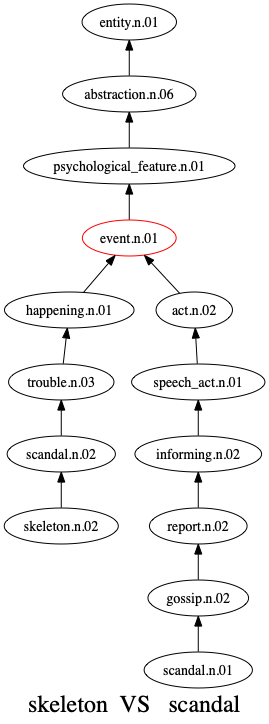 entity.n.01
abstraction.n.06
psychological_feature.n.01
event.n.01
happening.n.01 act.n.02
trouble.n.03 speech_act.n.01
scandal.n.02 informing.n.02
skeleton.n.02 report.n.02
gossip.n.02
scandal.n.01
skeleton VS scandal